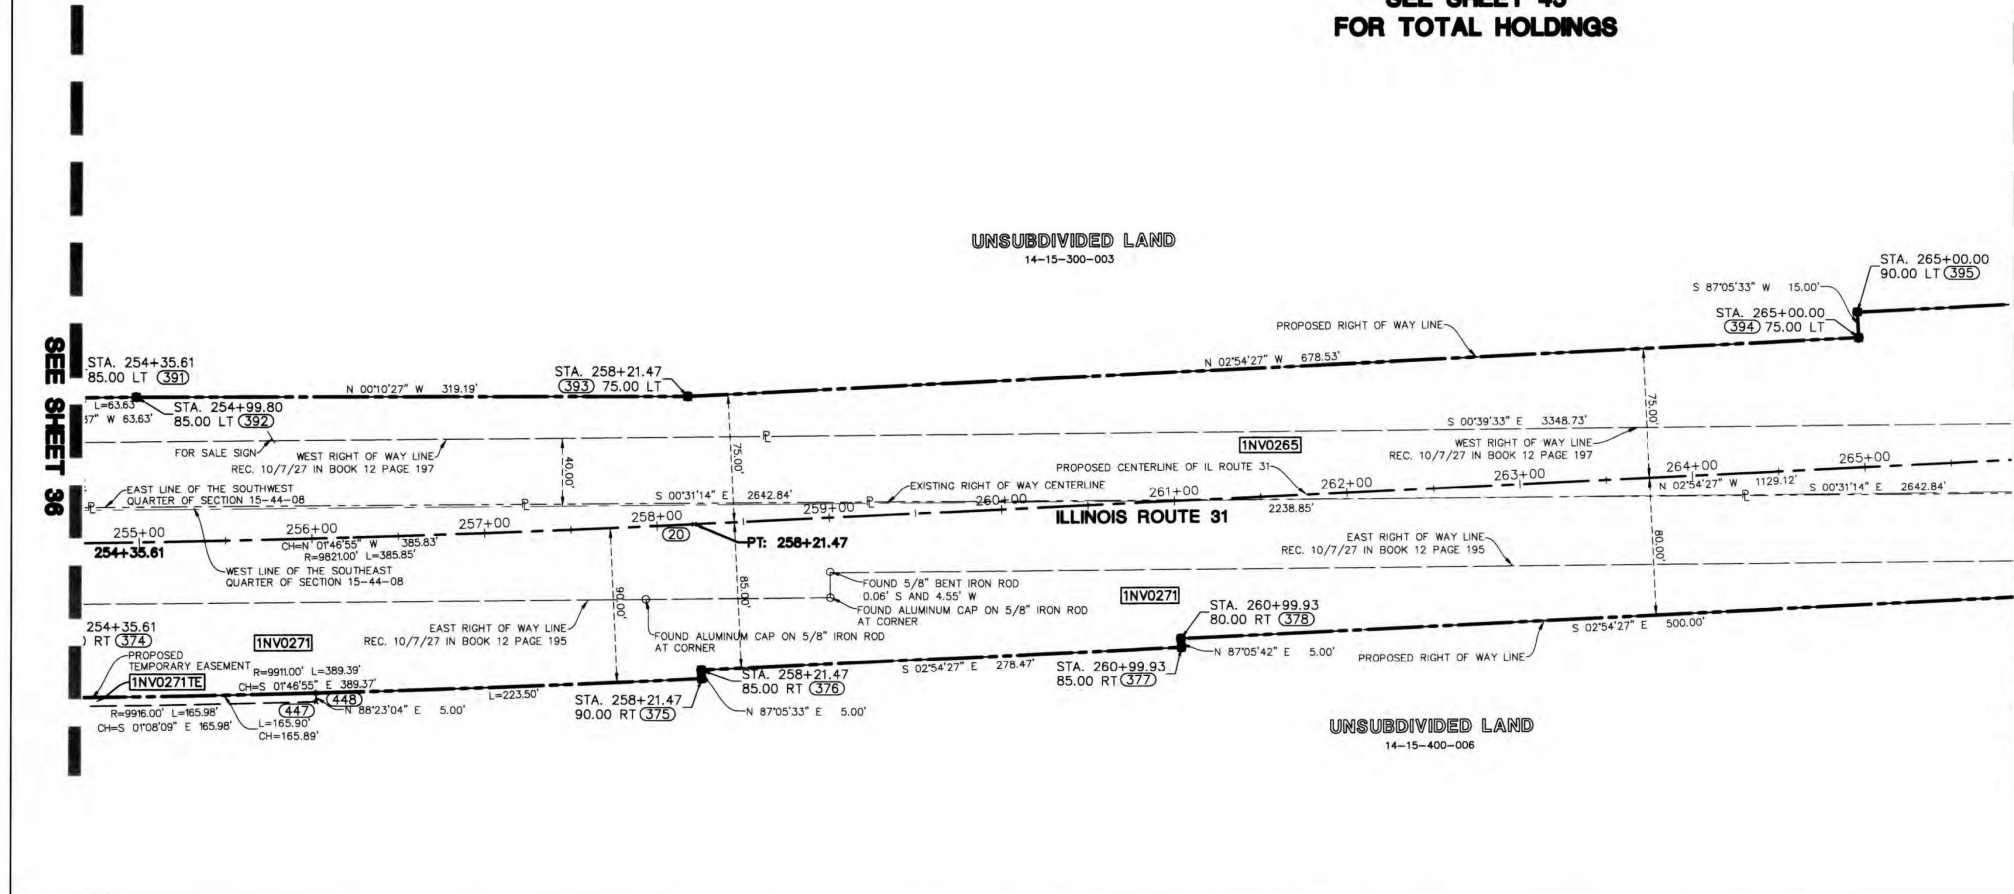 SEE SHEET 45
FOR TOTAL HOLDINGS
UNSUBDIVIDED LAND
14-15-300-003
STA. 265+00.00
90.00 LT 395
S 87°05'33" W 15.00'
STA. 265+00.00
394 75.00 LT
PROPOSED RIGHT OF WAY LINE
N 02°54'27" W 678.53'
SEE SHEET 36
STA. 254+35.61
85.00 LT 391
N 00°10'27" W 319.19'
STA. 258+21.47
393 75.00 LT
L=63.63'
57" W 63.63'
STA. 254+99.80
85.00 LT 392
FOR SALE SIGN
WEST RIGHT OF WAY LINE
REC. 10/7/27 IN BOOK 12 PAGE 197
40.00'
75.00'
75.00'
S 00°39'33" E 3348.73'
WEST RIGHT OF WAY LINE
REC. 10/7/27 IN BOOK 12 PAGE 197
1NV0265
PROPOSED CENTERLINE OF IL ROUTE 31
EAST LINE OF THE SOUTHWEST
QUARTER OF SECTION 15-44-08
S 00°31'14" E 2642.84'
EXISTING RIGHT OF WAY CENTERLINE
255+00
256+00
257+00
258+00
259+00
260+00
261+00
262+00
263+00
264+00
265+00
N 02°54'27" W 1129.12'
S 00°31'14" E 2642.84'
2238.85'
ILLINOIS ROUTE 31
254+35.61
CH=N 01°46'55" W 385.83'
R=9821.00' L=385.85'
20
PT: 258+21.47
WEST LINE OF THE SOUTHEAST
QUARTER OF SECTION 15-44-08
EAST RIGHT OF WAY LINE
REC. 10/7/27 IN BOOK 12 PAGE 195
80.00'
90.00'
85.00'
FOUND 5/8" BENT IRON ROD
0.06' S AND 4.55' W
FOUND ALUMINUM CAP ON 5/8" IRON ROD
AT CORNER
1NV0271
STA. 260+99.93
80.00 RT 378
254+35.61
) RT 374
1NV0271
EAST RIGHT OF WAY LINE
REC. 10/7/27 IN BOOK 12 PAGE 195
FOUND ALUMINUM CAP ON 5/8" IRON ROD
AT CORNER
PROPOSED
TEMPORARY EASEMENT
1NV0271TE
R=9911.00' L=389.39'
CH=S 01°46'55" E 389.37'
L=223.50'
448
447
N 88°23'04" E 5.00'
R=9916.00' L=165.98'
CH=S 01°08'09" E 165.98'
L=165.90'
CH=165.89'
STA. 258+21.47
90.00 RT 375
STA. 258+21.47
85.00 RT 376
N 87°05'33" E 5.00'
S 02°54'27" E 278.47'
STA. 260+99.93
85.00 RT 377
N 87°05'42" E 5.00'
S 02°54'27" E 500.00'
PROPOSED RIGHT OF WAY LINE
UNSUBDIVIDED LAND
14-15-400-006